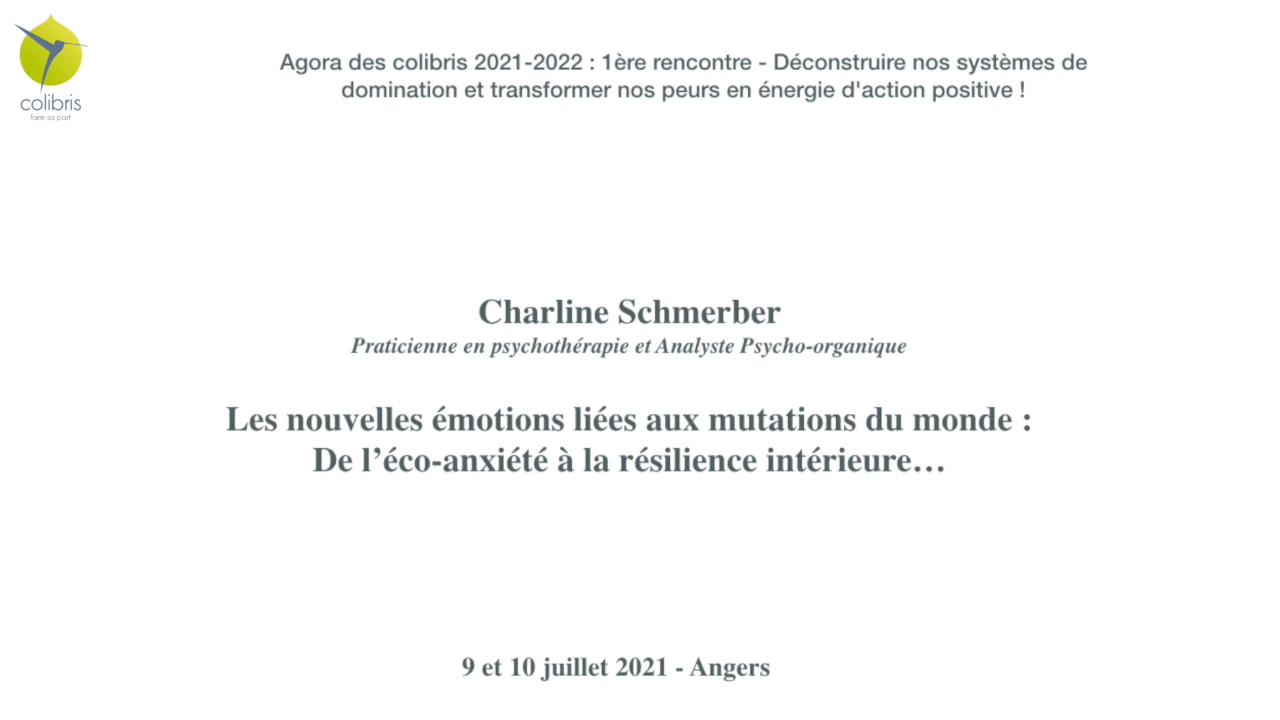 colibris
faire sa part
Agora des colibris 2021-2022 : 1ère rencontre - Déconstruire nos systèmes de
domination et transformer nos peurs en énergie d'action positive !
Charline Schmerber
Praticienne en psychothérapie et Analyste Psycho-organique
Les nouvelles émotions liées aux mutations du monde :
De l’éco-anxiété à la résilience intérieure…
9 et 10 juillet 2021 - Angers